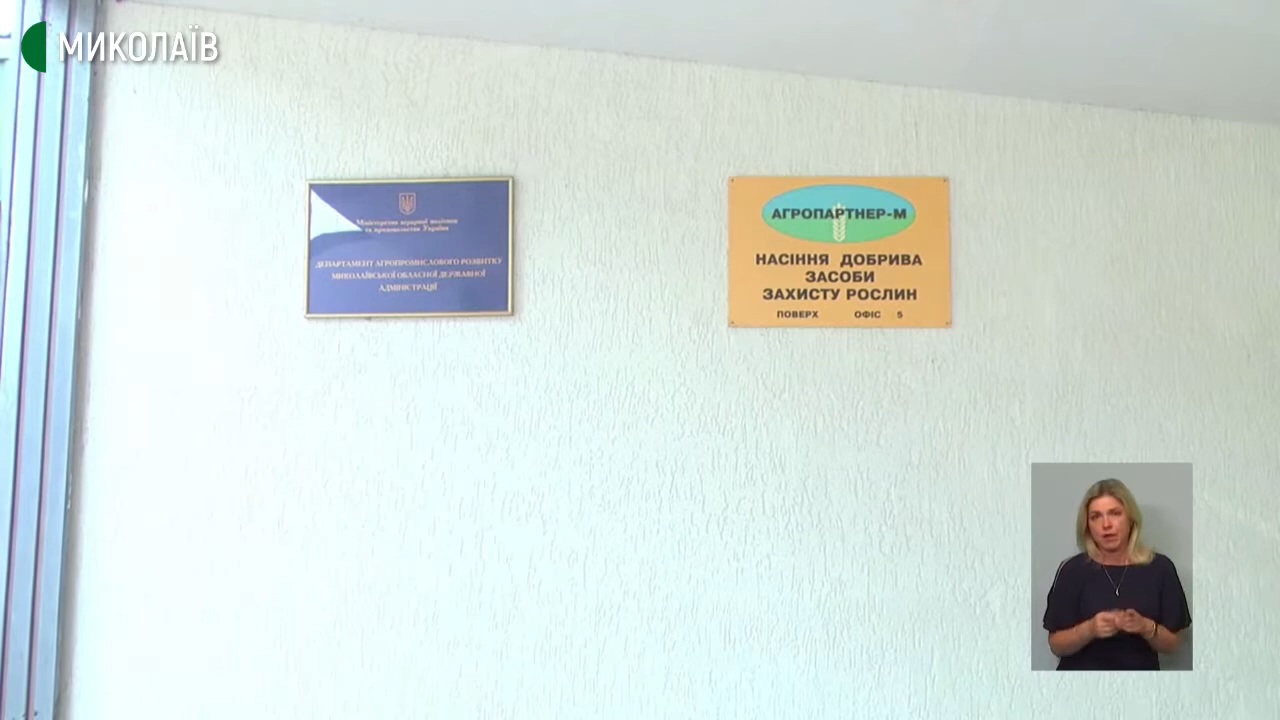 МИКОЛАЇВ
Міністерство аграрної політики
та продовольства України
ДЕПАРТАМЕНТ АГРОПРОМИСЛОВОГО РОЗВИТКУ
МИКОЛАЇВСЬКОЇ ОБЛАСНОЇ ДЕРЖАВНОЇ
АДМІНІСТРАЦІЇ
АГРОПАРТНЕР-М
НАСІННЯ ДОБРИВА
ЗАСОБИ
ЗАХИСТУ РОСЛИН
ПОВЕРХ ОФІС 5